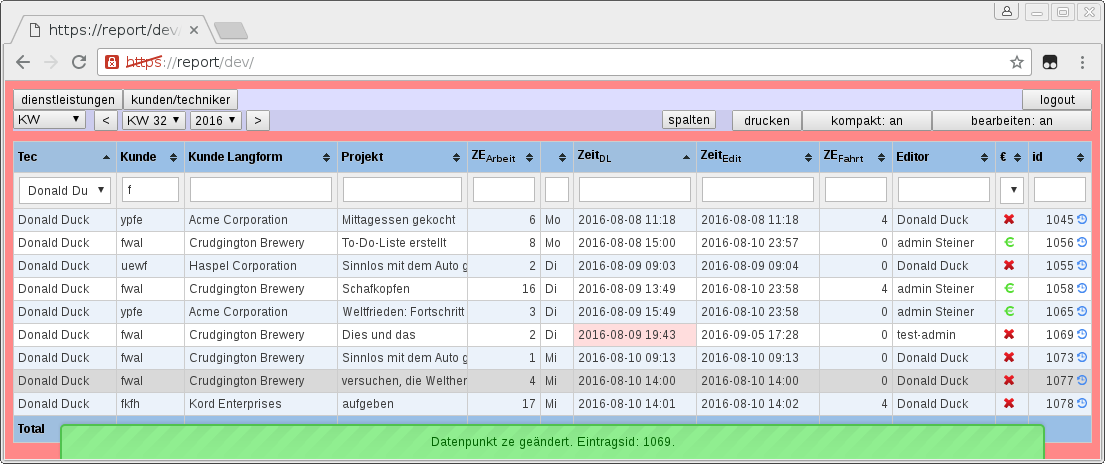 https://report/dev/
https://report/dev/
dienstleistungen kunden/techniker logout
KW < KW 32 2016 > spalten drucken kompakt: an bearbeiten: an
Tec Kunde Kunde Langform Projekt ZEArbeit ZeitDL ZeitEdit ZEFahrt Editor € id
Donald Du f
Donald Duck ypfe Acme Corporation Mittagessen gekocht 6 Mo 2016-08-08 11:18 2016-08-08 11:18 4 Donald Duck 1045
Donald Duck fwal Crudgington Brewery To-Do-Liste erstellt 8 Mo 2016-08-08 15:00 2016-08-10 23:57 0 admin Steiner € 1056
Donald Duck uewf Haspel Corporation Sinnlos mit dem Auto g 2 Di 2016-08-09 09:03 2016-08-09 09:04 0 Donald Duck 1055
Donald Duck fwal Crudgington Brewery Schafkopfen 16 Di 2016-08-09 13:49 2016-08-10 23:58 4 admin Steiner € 1058
Donald Duck ypfe Acme Corporation Weltfrieden: Fortschritt 3 Di 2016-08-09 15:49 2016-08-10 23:58 0 admin Steiner € 1065
Donald Duck fwal Crudgington Brewery Dies und das 2 Di 2016-08-09 19:43 2016-09-05 17:28 0 test-admin 1069
Donald Duck fwal Crudgington Brewery Sinnlos mit dem Auto g 1 Mi 2016-08-10 09:13 2016-08-10 09:13 0 Donald Duck 1073
Donald Duck fwal Crudgington Brewery versuchen, die Welther 4 Mi 2016-08-10 14:00 2016-08-10 14:00 0 Donald Duck 1077
Donald Duck fkfh Kord Enterprises aufgeben 17 Mi 2016-08-10 14:01 2016-08-10 14:02 4 Donald Duck 1078
Total
Datenpunkt ze geändert. Eintragsid: 1069.